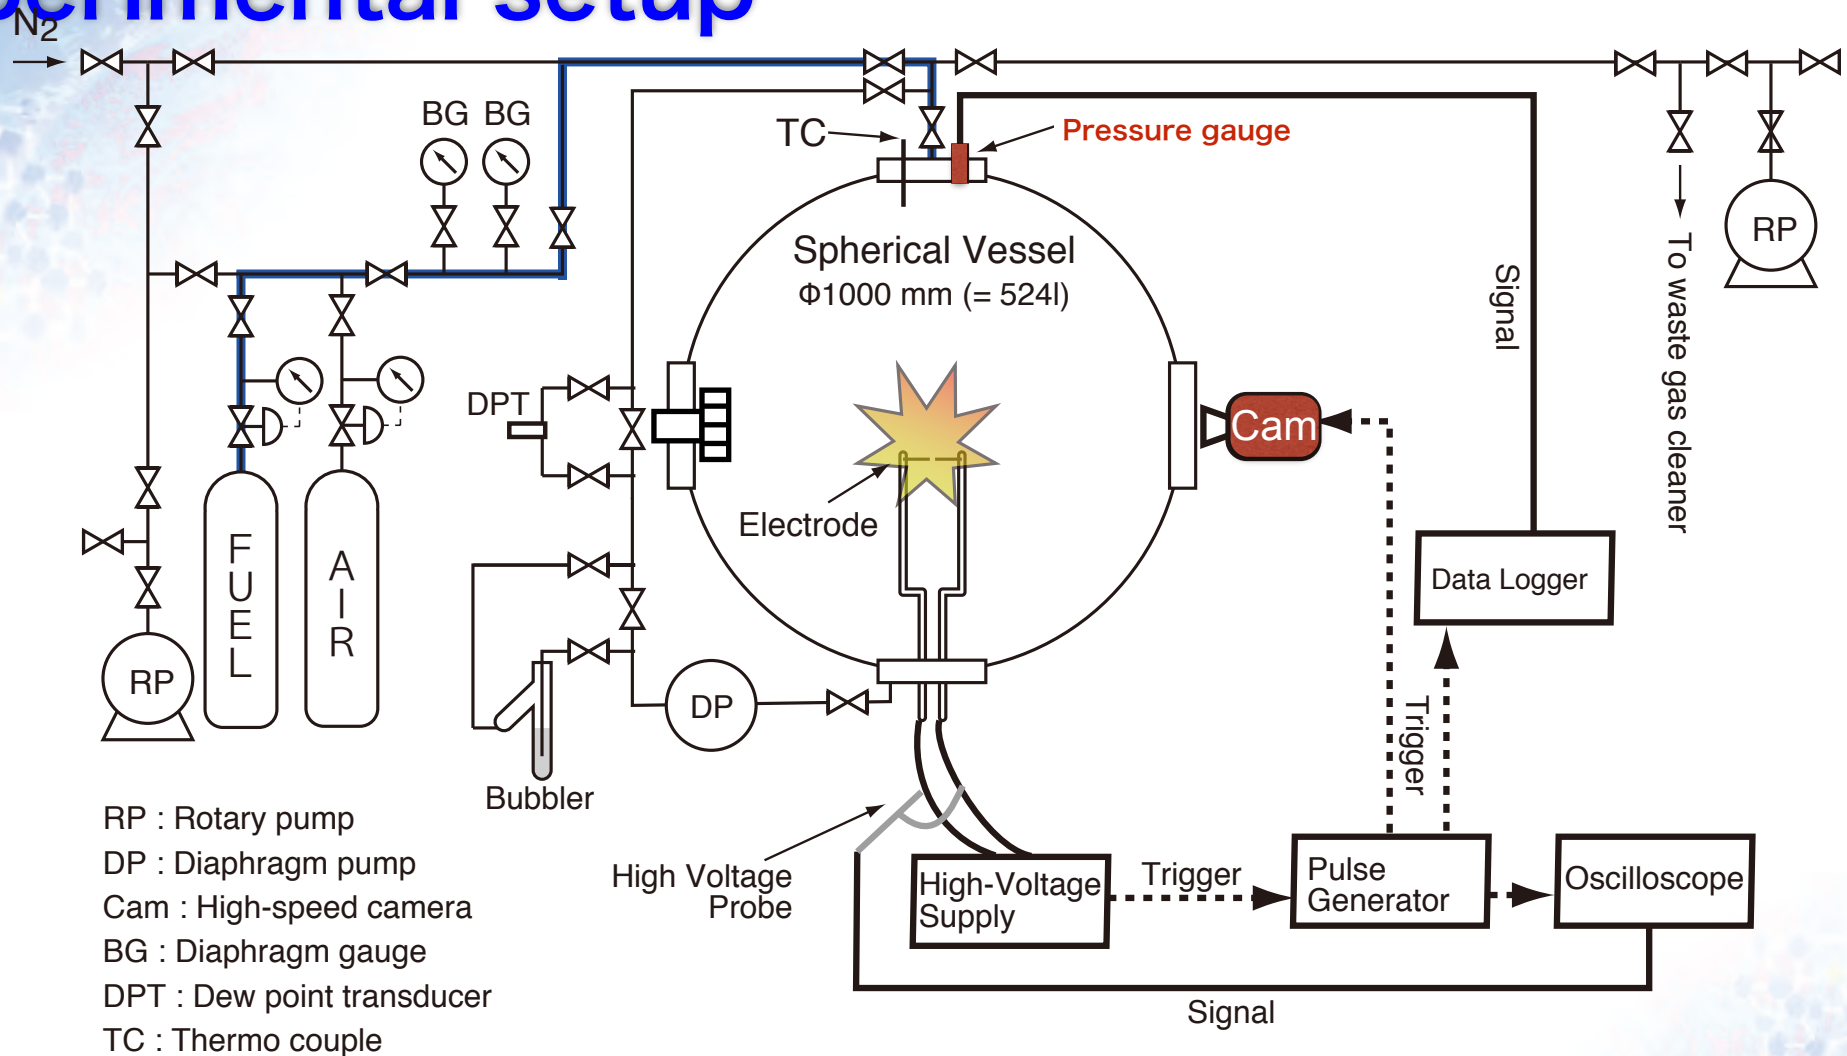 erimental setup
N2
BG BG
TC
Pressure gauge
RP
Spherical Vessel
Φ1000 mm (= 524l)
Signal
To waste gas cleaner
DPT
Cam
Electrode
FUEL
AIR
Data Logger
RP
DP
Trigger
Bubbler
RP : Rotary pump
DP : Diaphragm pump
Cam : High-speed camera
BG : Diaphragm gauge
DPT : Dew point transducer
TC : Thermo couple
High Voltage
Probe
High-Voltage
Supply
Trigger
Pulse
Generator
Oscilloscope
Signal